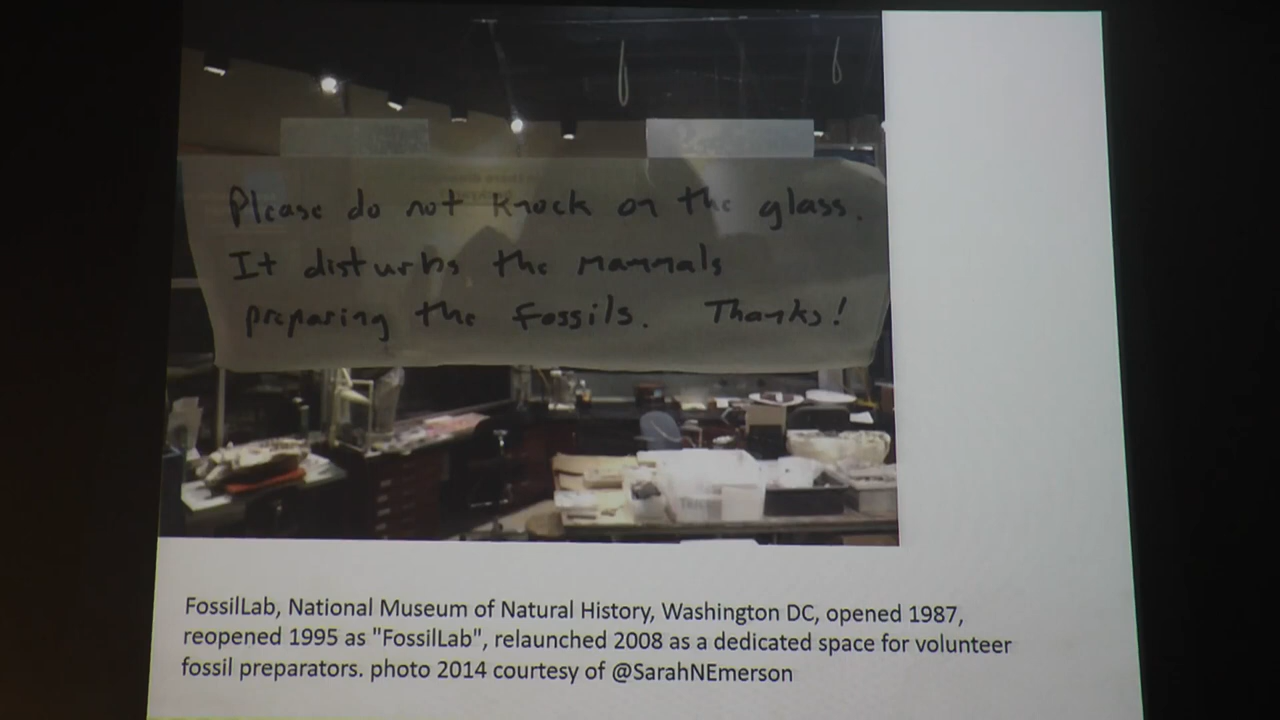 Please do not knock on the glass.
It disturbs the mammals
preparing the fossils. Thanks!
FossilLab, National Museum of Natural History, Washington DC, opened 1987,
reopened 1995 as "FossilLab", relaunched 2008 as a dedicated space for volunteer
fossil preparators. photo 2014 courtesy of @SarahNEmerson